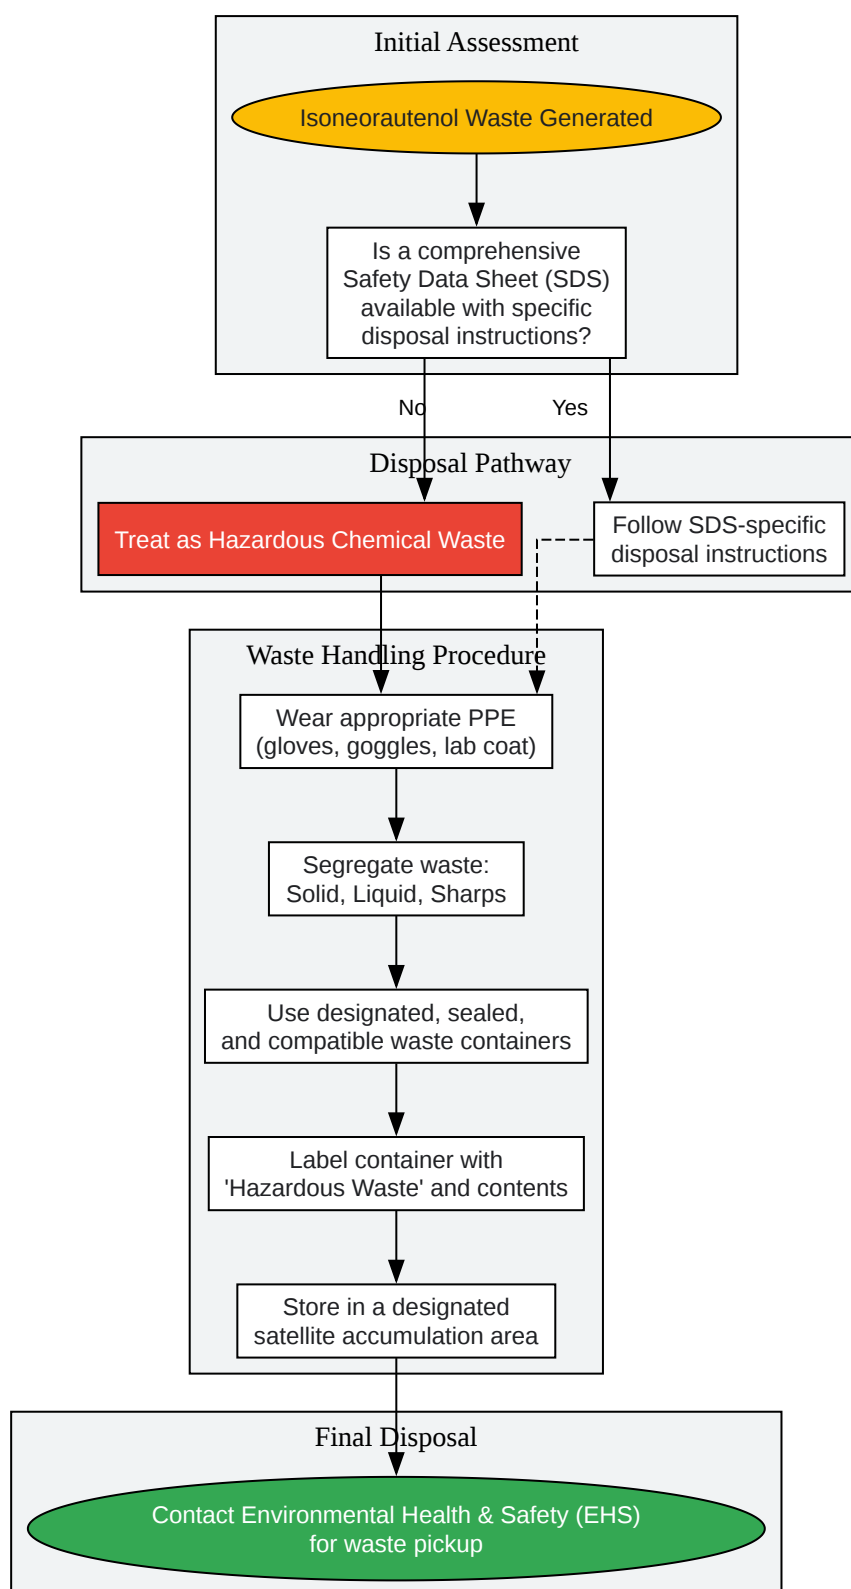 Initial Assessment
Isoneorautenol Waste Generated
Is a comprehensive
Safety Data Sheet (SDS)
available with specific
disposal instructions?
No
Yes
Disposal Pathway
Treat as Hazardous Chemical Waste
Follow SDS-specific
disposal instructions
Waste Handling Procedure
Wear appropriate PPE
(gloves, goggles, lab coat)
Segregate waste:
Solid, Liquid, Sharps
Use designated, sealed,
and compatible waste containers
Label container with
'Hazardous Waste' and contents
Store in a designated
satellite accumulation area
Final Disposal
Contact Environmental Health & Safety (EHS)
for waste pickup